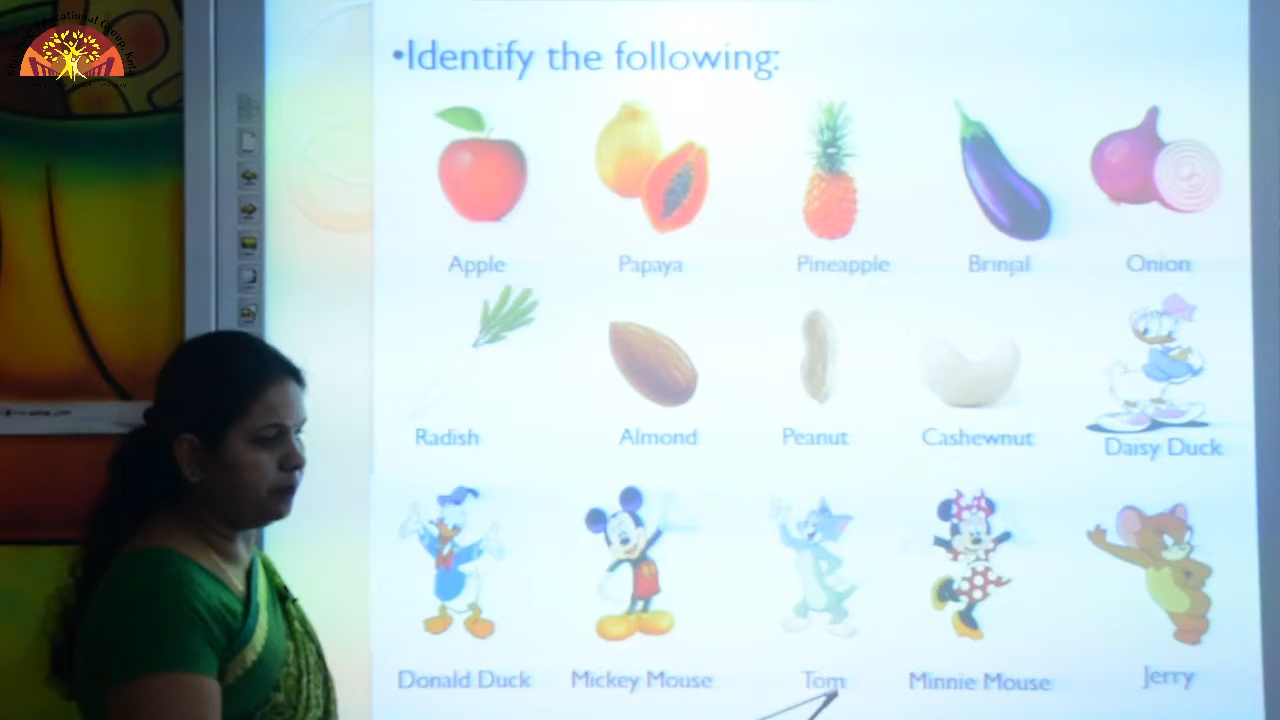 •Identify the following:
Apple Papaya Pineapple Brinjal Onion
Radish Almond Peanut Cashewnut Daisy Duck
Donald Duck Mickey Mouse Tom Minnie Mouse Jerry